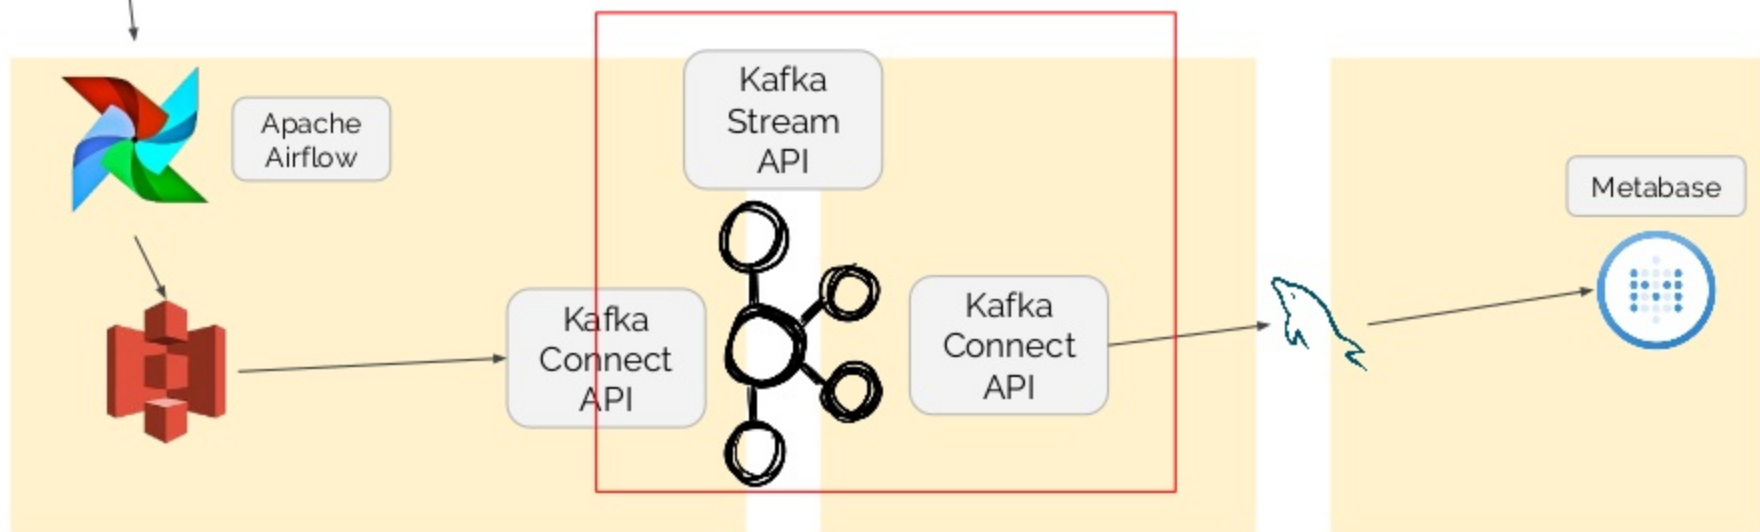 Apache
Airflow
Kafka
Connect
API
Kafka
Stream
API
Kafka
Connect
API
Metabase